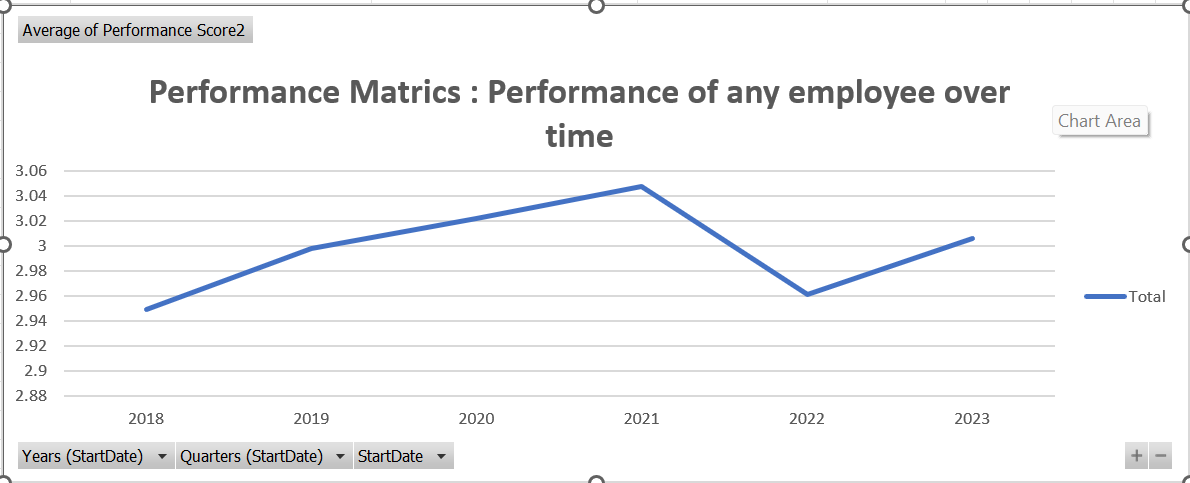 Average of Performance Score2
Performance Matrics : Performance of any employee over
time
Chart Area
3.06
3.04
3.02
3
2.98
2.96
2.94
2.92
2.9
2.88
Total
2018 2019 2020 2021 2022 2023
Years (StartDate) Quarters (StartDate) StartDate
+ −